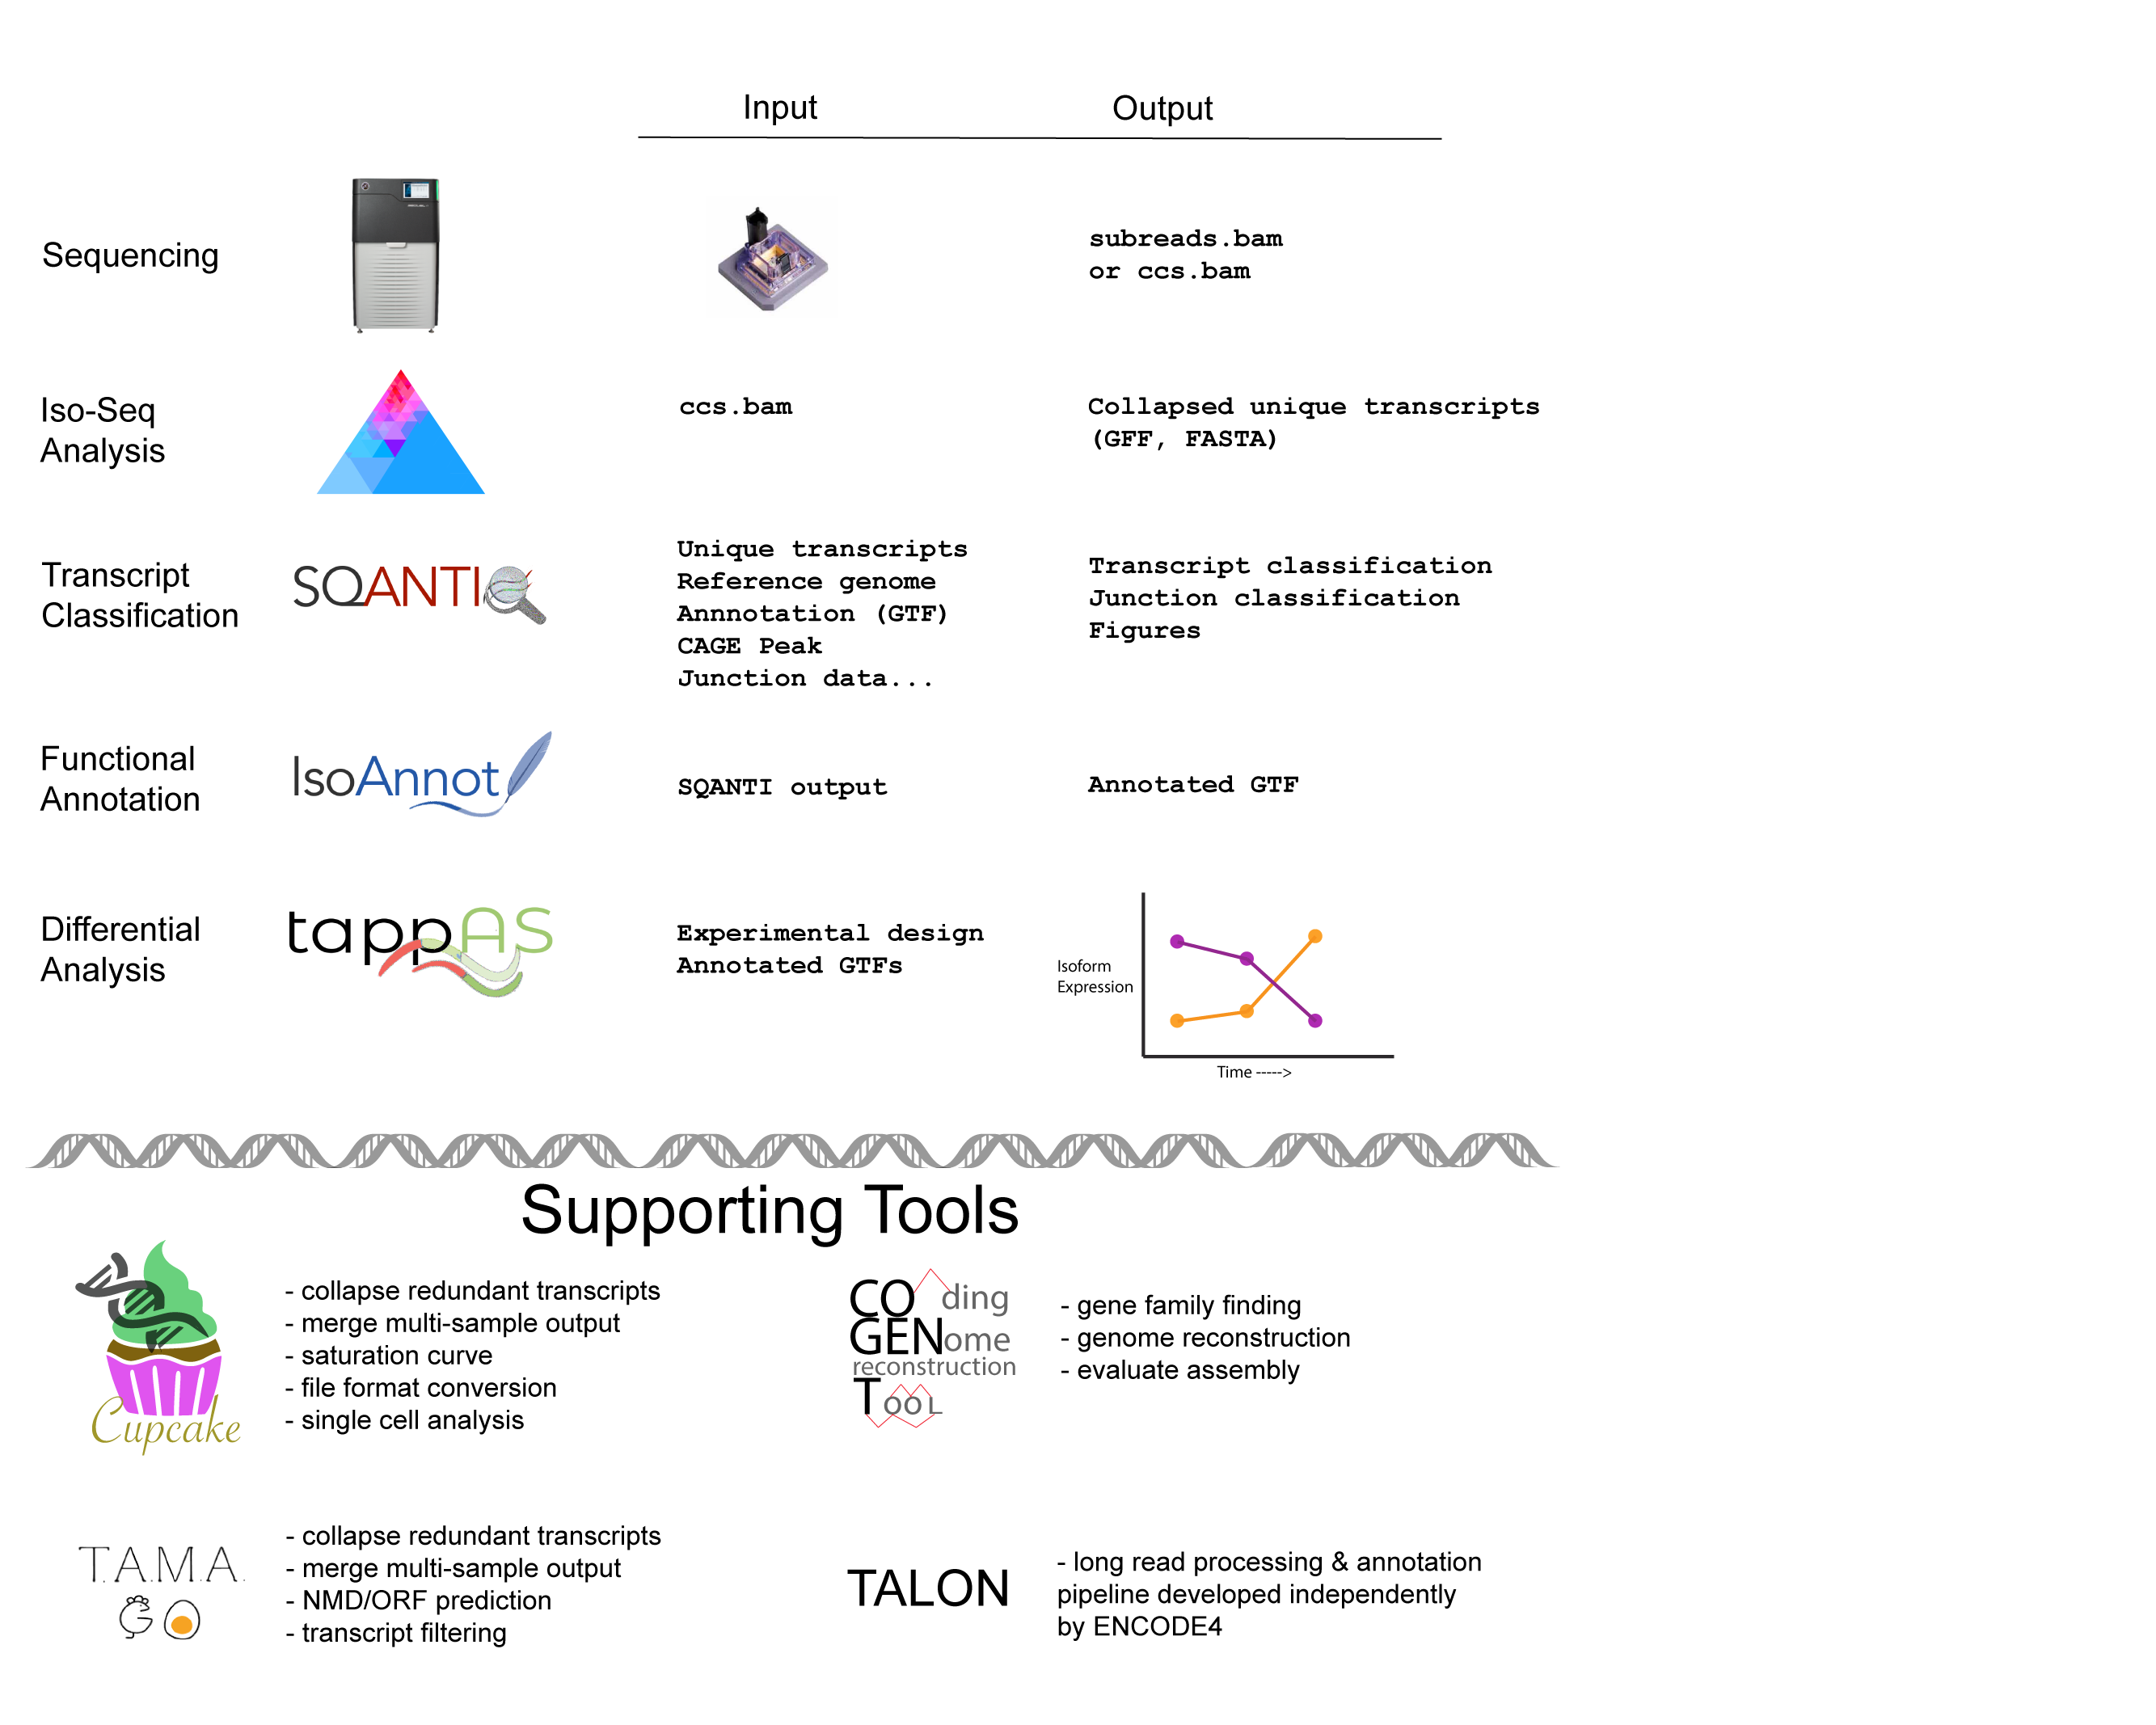 Input Output
Sequencing
subreads.bam
or ccs.bam
Iso-Seq
Analysis
ccs.bam
Collapsed unique transcripts
(GFF, FASTA)
Transcript
Classification
SQANTI
Unique transcripts
Reference genome
Annnotation (GTF)
CAGE Peak
Junction data...
Transcript classification
Junction classification
Figures
Functional
Annotation
IsoAnnot
SQANTI output
Annotated GTF
Differential
Analysis
tappAS
Experimental design
Annotated GTFs
Isoform
Expression
Time ----->
Supporting Tools
Cupcake
- collapse redundant transcripts
- merge multi-sample output
- saturation curve
- file format conversion
- single cell analysis
COding
GENome
reconstruction
TooL
- gene family finding
- genome reconstruction
- evaluate assembly
T.A.M.A.
- collapse redundant transcripts
- merge multi-sample output
- NMD/ORF prediction
- transcript filtering
TALON
- long read processing & annotation
pipeline developed independently
by ENCODE4